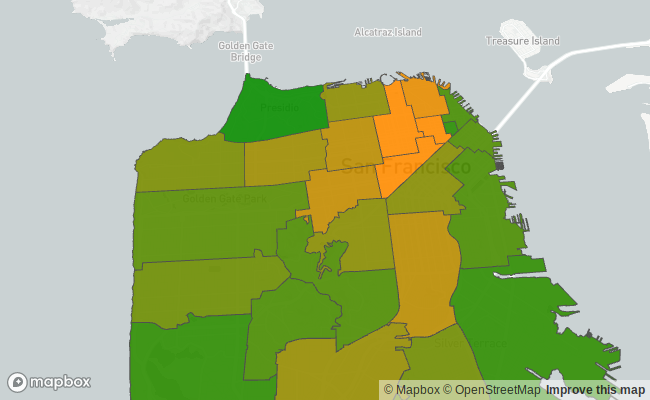 Alcatraz Island
Treasure Island
Golden Gate
Bridge
Presidio
San Francisco
Golden Gate Park
mapbox
© Mapbox © OpenStreetMap Improve this map